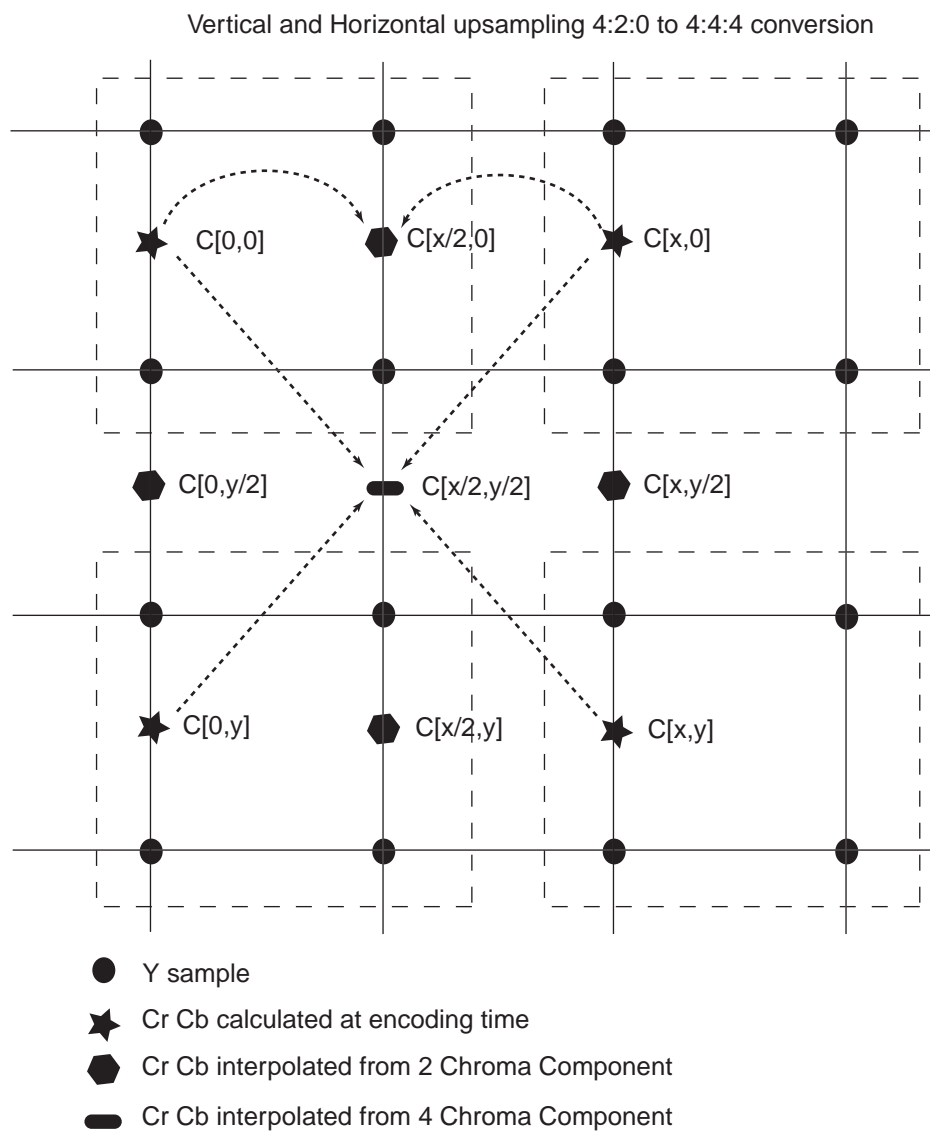 Vertical and Horizontal upsampling 4:2:0 to 4:4:4 conversion
C[0,0]
C[x/2,0]
C[x,0]
C[0,y/2]
C[x/2,y/2]
C[x,y/2]
C[0,y]
C[x/2,y]
C[x,y]
Y sample
Cr Cb calculated at encoding time
Cr Cb interpolated from 2 Chroma Component
Cr Cb interpolated from 4 Chroma Component